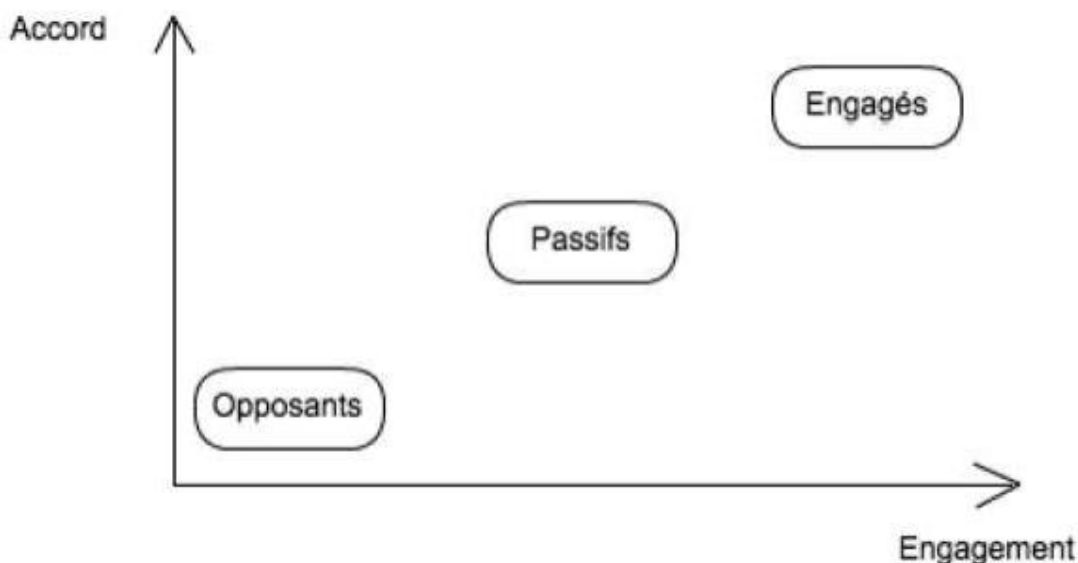 Accord
Engagés
Passifs
Opposants
Engagement